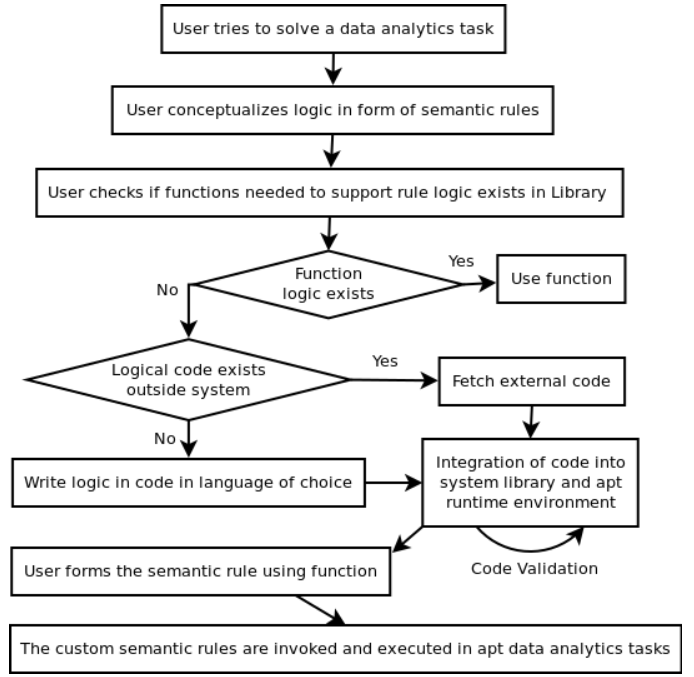 User tries to solve a data analytics task
User conceptualizes logic in form of semantic rules
User checks if functions needed to support rule logic exists in Library
Function
logic exists
Yes
Use function
No
Logical code exists
outside system
Yes
Fetch external code
No
Write logic in code in language of choice
Integration of code into
system library and apt
runtime environment
Code Validation
User forms the semantic rule using function
The custom semantic rules are invoked and executed in apt data analytics tasks